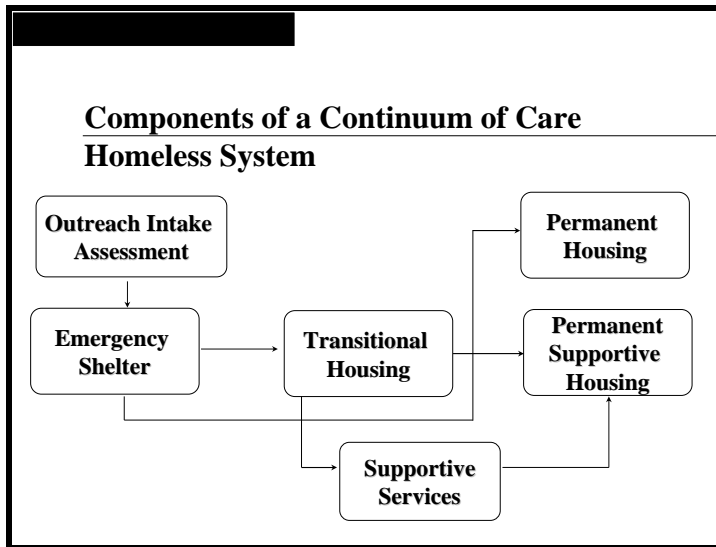 Components of a Continuum of Care
Homeless System
Outreach Intake
Assessment
Emergency
Shelter
Transitional
Housing
Supportive
Services
Permanent
Housing
Permanent
Supportive
Housing